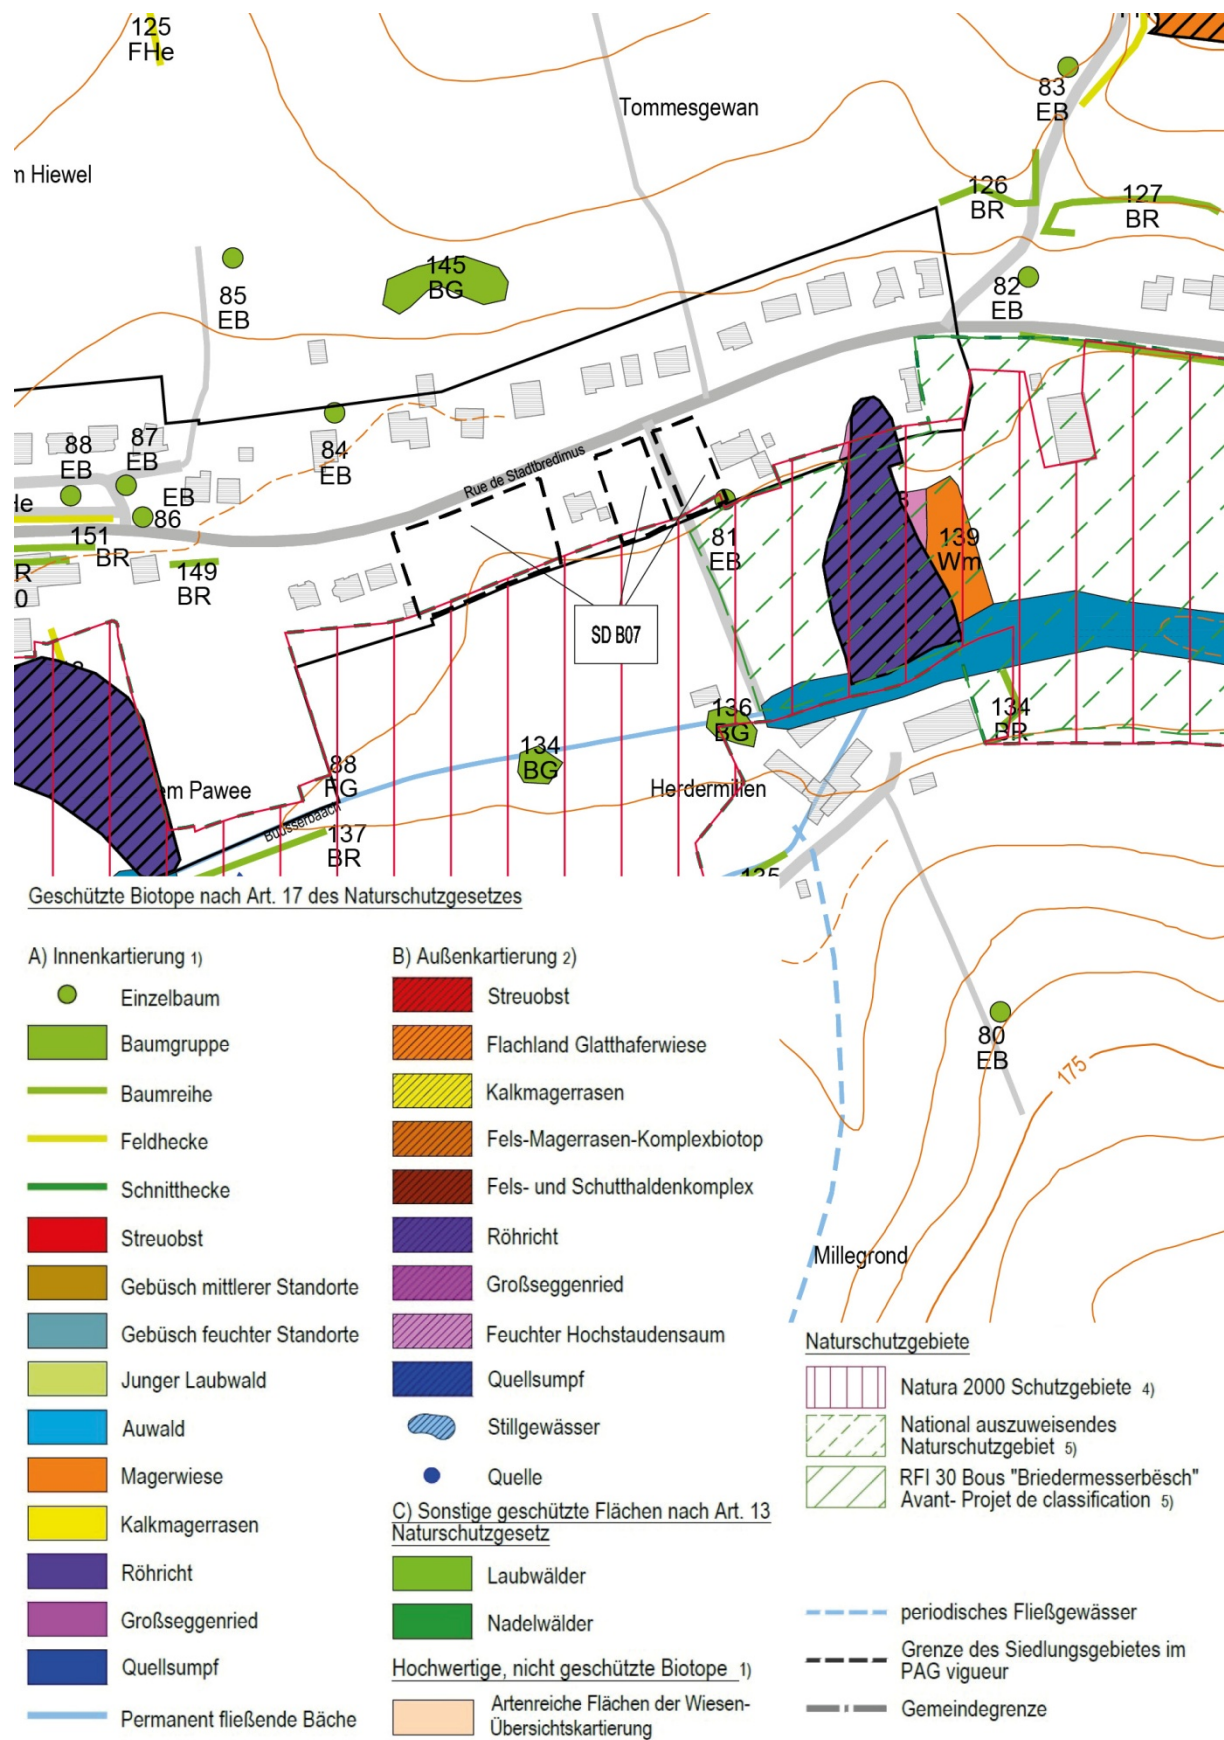 125
FHe
Tommesgewan
83
EB
m Hiewel
126
BR
127
BR
145
BG
85
EB
82
EB
88
EB
87
EB
84
EB
EB
86
Rue de Stadtbredimus
de
151
BR
149
BR
R
0
81
EB
139
Wm
SD B07
136
BG
134
BR
134
BG
88
FG
em Pawee
Herdermillen
Buusserbaach
137
BR
135
80
EB
175
Millegrond
Geschützte Biotope nach Art. 17 des Naturschutzgesetzes
A) Innenkartierung 1)
Einzelbaum
Baumgruppe
Baumreihe
Feldhecke
Schnitthecke
Streuobst
Gebüsch mittlerer Standorte
Gebüsch feuchter Standorte
Junger Laubwald
Auwald
Magerwiese
Kalkmagerrasen
Röhricht
Großseggenried
Quellsumpf
Permanent fließende Bäche
B) Außenkartierung 2)
Streuobst
Flachland Glatthaferwiese
Kalkmagerrasen
Fels-Magerrasen-Komplexbiotop
Fels- und Schutthaldenkomplex
Röhricht
Großseggenried
Feuchter Hochstaudensaum
Quellsumpf
Stillgewässer
Quelle
C) Sonstige geschützte Flächen nach Art. 13
Naturschutzgesetz
Laubwälder
Nadelwälder
Hochwertige, nicht geschützte Biotope 1)
Artenreiche Flächen der Wiesen-
Übersichtskartierung
Naturschutzgebiete
Natura 2000 Schutzgebiete 4)
National auszuweisendes
Naturschutzgebiet 5)
RFI 30 Bous "Briedermesserbësch"
Avant- Projet de classification 5)
periodisches Fließgewässer
Grenze des Siedlungsgebietes im
PAG vigueur
Gemeindegrenze